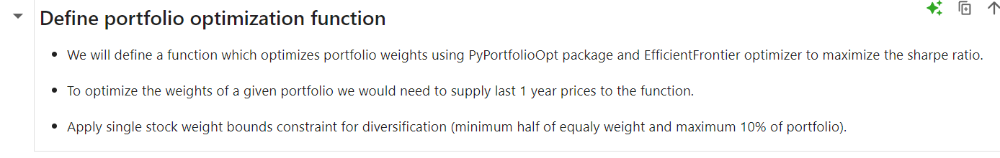 Define portfolio optimization function
We will define a function which optimizes portfolio weights using PyPortfolioOpt package and EfficientFrontier optimizer to maximize the sharpe ratio.
To optimize the weights of a given portfolio we would need to supply last 1 year prices to the function.
Apply single stock weight bounds constraint for diversification (minimum half of equaly weight and maximum 10% of portfolio).